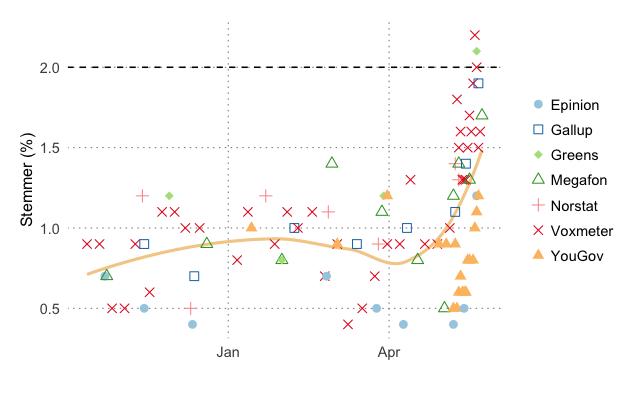 Stemmer (%)
2.0
1.5
1.0
0.5
Jan
Apr
Epinion
Gallup
Greens
Megafon
Norstat
Voxmeter
YouGov